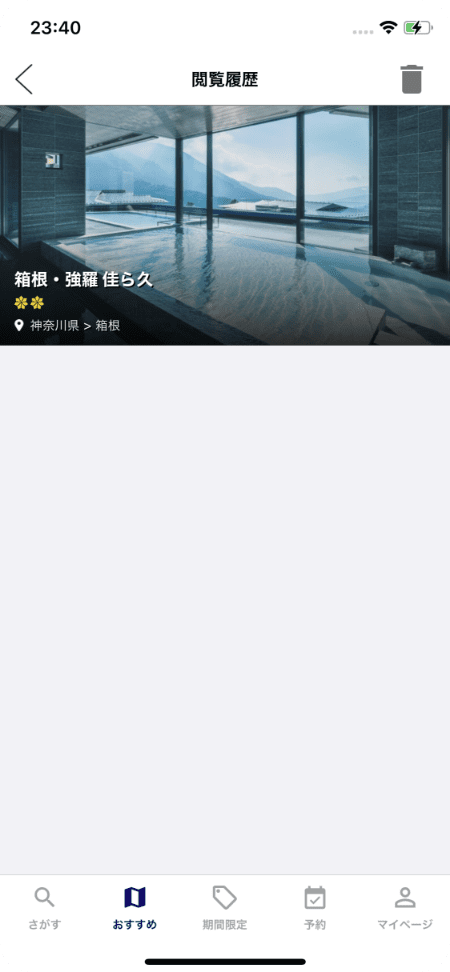 23:40
閲覧履歴
箱根・強羅 佳ら久
神奈川県 > 箱根
さがす
おすすめ
期間限定
予約
マイページ